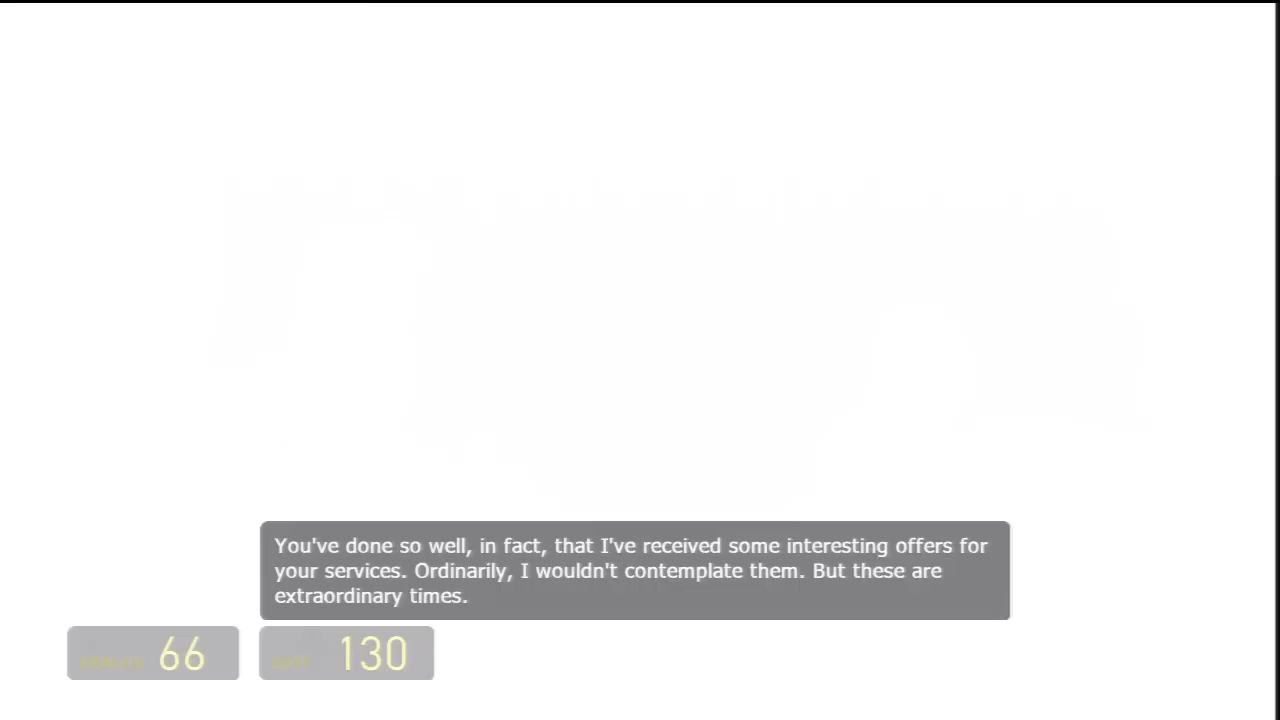 You've done so well, in fact, that I've received some interesting offers for
your services. Ordinarily, I wouldn't contemplate them. But these are
extraordinary times.
66 130